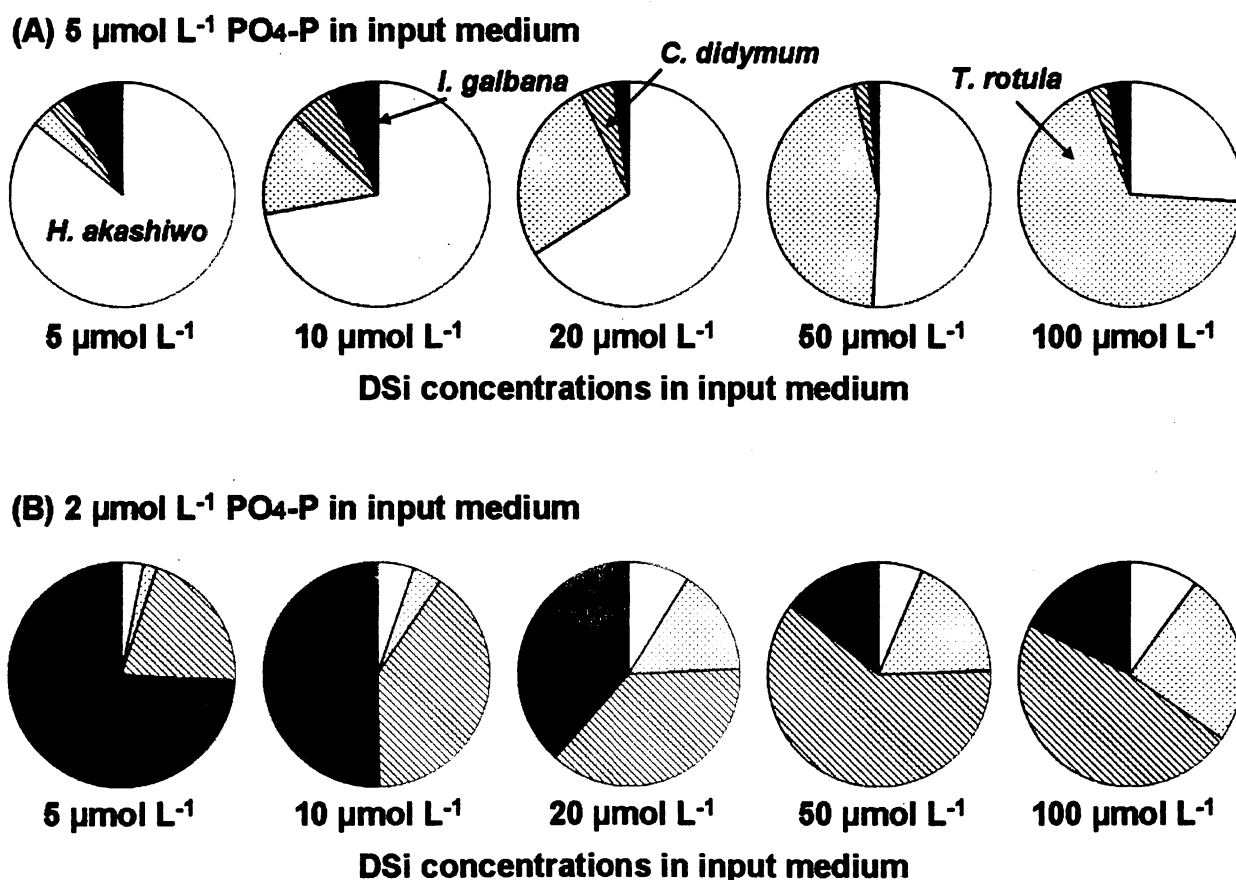 (A) 5 µmol L⁻¹ PO4-P in input medium
I. galbana
C. didymum
T. rotula
H. akashiwo
5 µmol L⁻¹ 10 µmol L⁻¹ 20 µmol L⁻¹ 50 µmol L⁻¹ 100 µmol L⁻¹
DSi concentrations in input medium
(B) 2 µmol L⁻¹ PO4-P in input medium
5 µmol L⁻¹ 10 µmol L⁻¹ 20 µmol L⁻¹ 50 µmol L⁻¹ 100 µmol L⁻¹
DSi concentrations in input medium